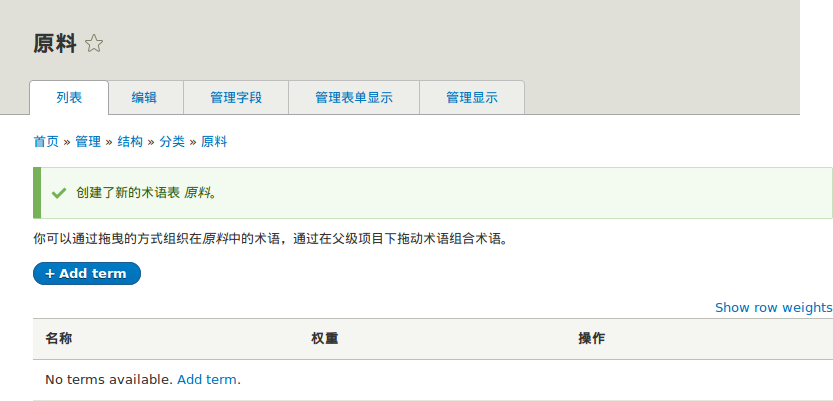 原料
列表 编辑 管理字段 管理表单显示 管理显示
首页 » 管理 » 结构 » 分类 » 原料
创建了新的术语表 原料。
你可以通过拖曳的方式组织在原料中的术语，通过在父级项目下拖动术语组合术语。
+ Add term
Show row weights
名称 权重 操作
No terms available. Add term.